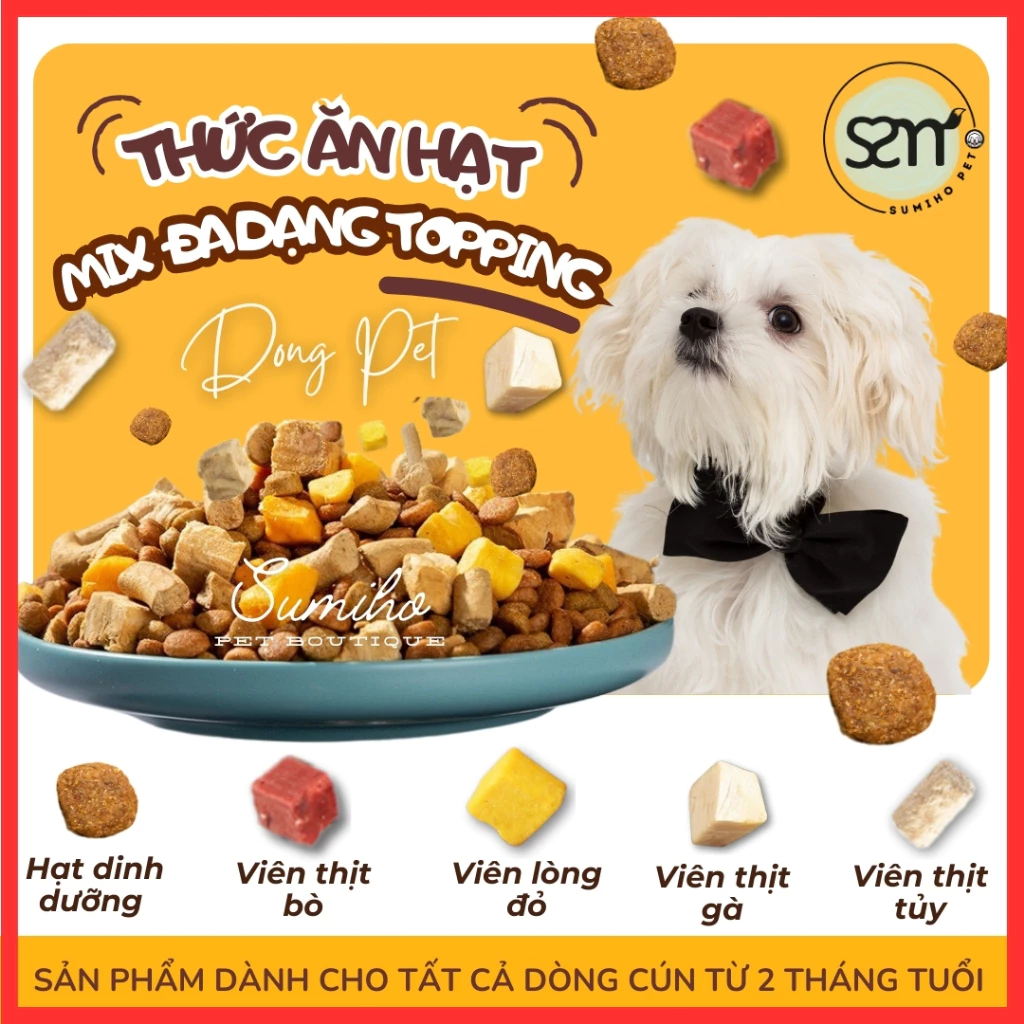 THỨC ĂN HẠT
MIX ĐA DẠNG TOPPING
S2M
SUMIHO PET
Dong Pet
Sumiho
PET BOUTIQUE
Hạt dinh
dưỡng
Viên thịt
bò
Viên lòng
đỏ
Viên thịt
gà
Viên thịt
tủy
SẢN PHẨM DÀNH CHO TẤT CẢ DÒNG CÚN TỪ 2 THÁNG TUỔI